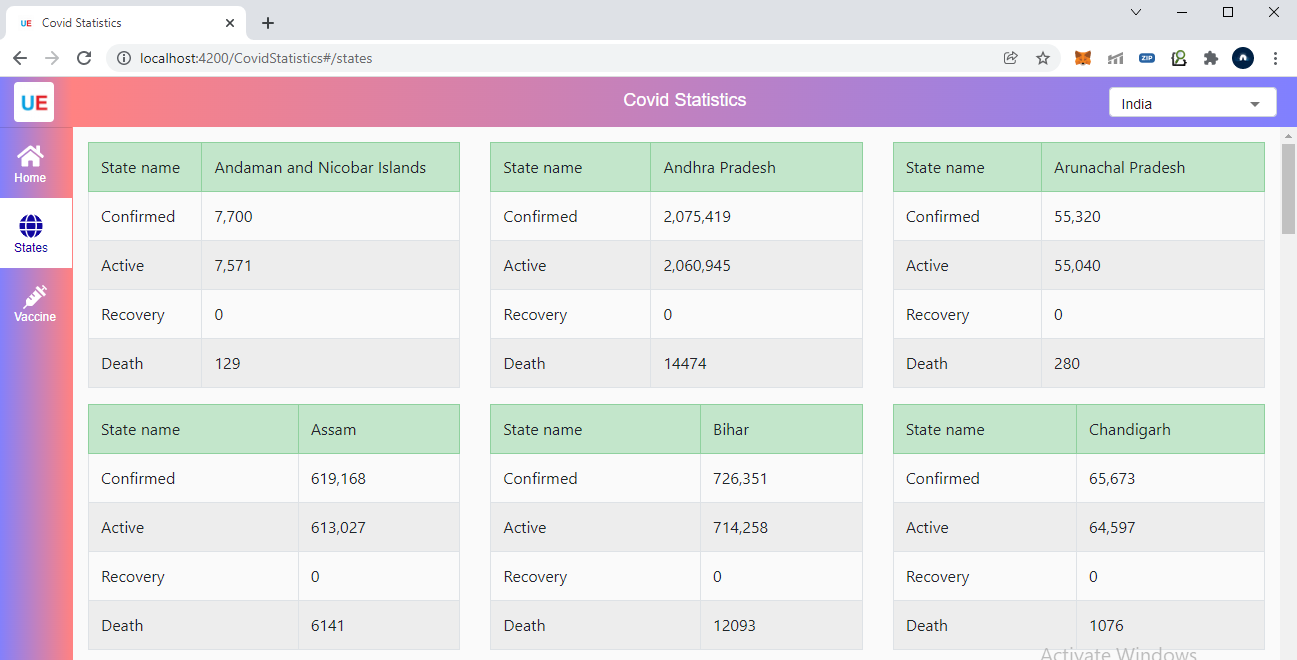 UE Covid Statistics
localhost:4200/CovidStatistics#/states
ZIP
UE
Covid Statistics
India
Home
States
Vaccine
State name Andaman and Nicobar Islands
Confirmed 7,700
Active 7,571
Recovery 0
Death 129
State name Andhra Pradesh
Confirmed 2,075,419
Active 2,060,945
Recovery 0
Death 14474
State name Arunachal Pradesh
Confirmed 55,320
Active 55,040
Recovery 0
Death 280
State name Assam
Confirmed 619,168
Active 613,027
Recovery 0
Death 6141
State name Bihar
Confirmed 726,351
Active 714,258
Recovery 0
Death 12093
State name Chandigarh
Confirmed 65,673
Active 64,597
Recovery 0
Death 1076
Activate Windows